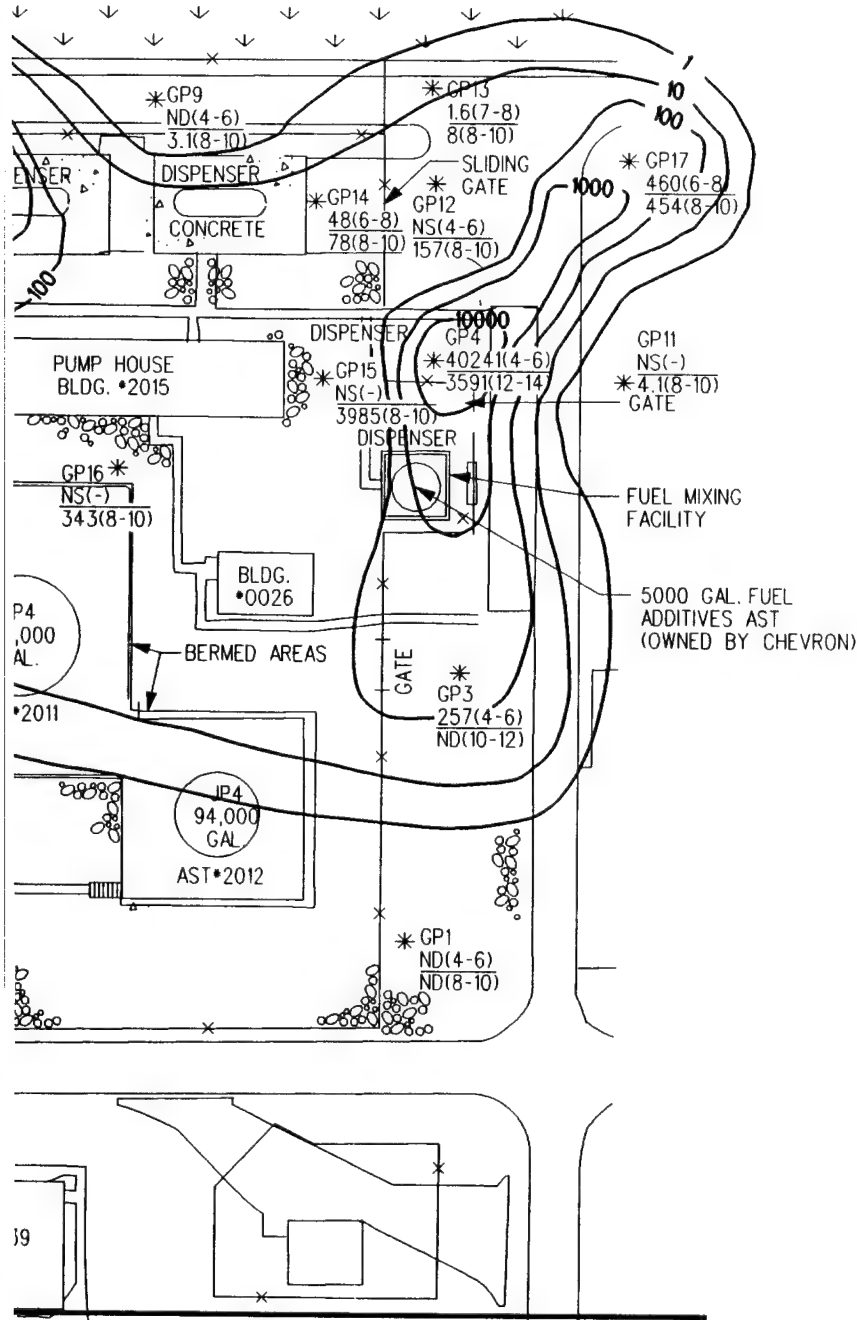 1
10
100
GP9
ND(4-6)
3.1(8-10)
GP13
1.6(7-8)
8(8-10)
DISPENSER
SLIDING
GATE
GP17
460(6-8)
454(8-10)
1000
GP14
48(6-8)
78(8-10)
GP12
NS(4-6)
157(8-10)
CONCRETE
100
DISPENSER
10000
GP4
40241(4-6)
3591(12-14)
GP11
NS(-)
4.1(8-10)
GATE
PUMP HOUSE
BLDG. *2015
GP15
NS(-)
3985(8-10)
DISPENSER
GP16
NS(-)
343(8-10)
FUEL MIXING
FACILITY
BLDG.
*0026
5000 GAL. FUEL
ADDITIVES AST
(OWNED BY CHEVRON)
P4
,000
AL.
*2011
BERMED AREAS
GATE
GP3
257(4-6)
ND(10-12)
JP4
94,000
GAL.
AST*2012
GP1
ND(4-6)
ND(8-10)
39